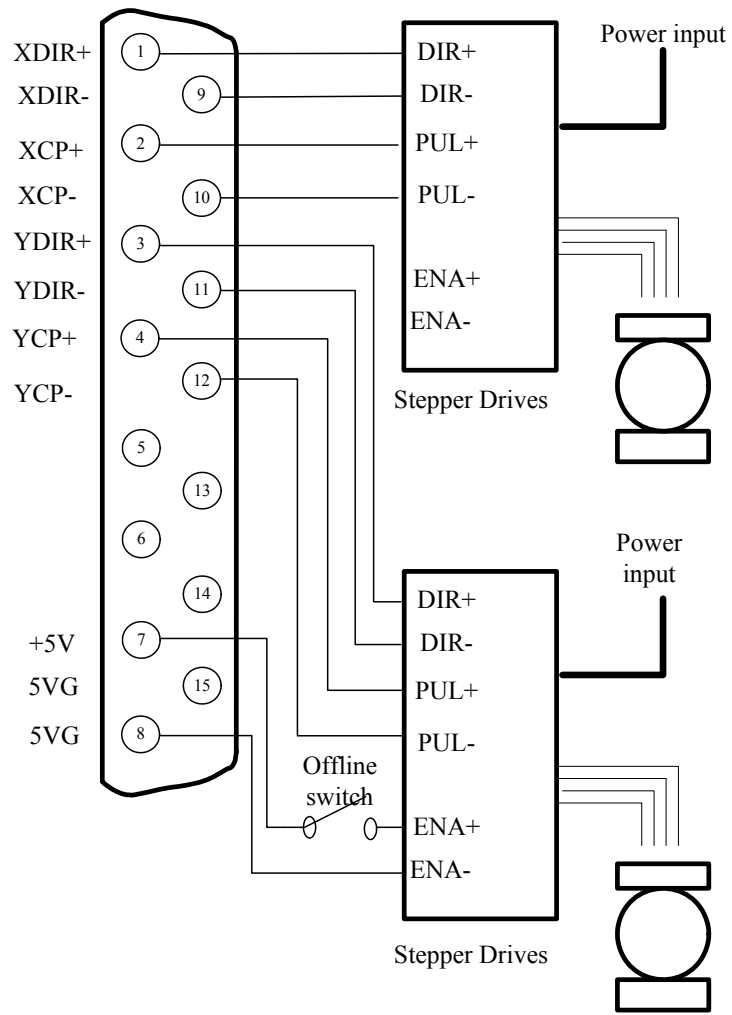 XDIR+ 1 DIR+ Power input
XDIR- 9 DIR-
XCP+ 2 PUL+
XCP- 10 PUL-
YDIR+ 3
YDIR- 11 ENA+
YCP+ 4 ENA-
YCP- 12 Stepper Drives
5
13
6 Power
input
14 DIR+
+5V 7 DIR-
5VG 15 PUL+
5VG 8 PUL-
Offline
switch
ENA+
ENA-
Stepper Drives